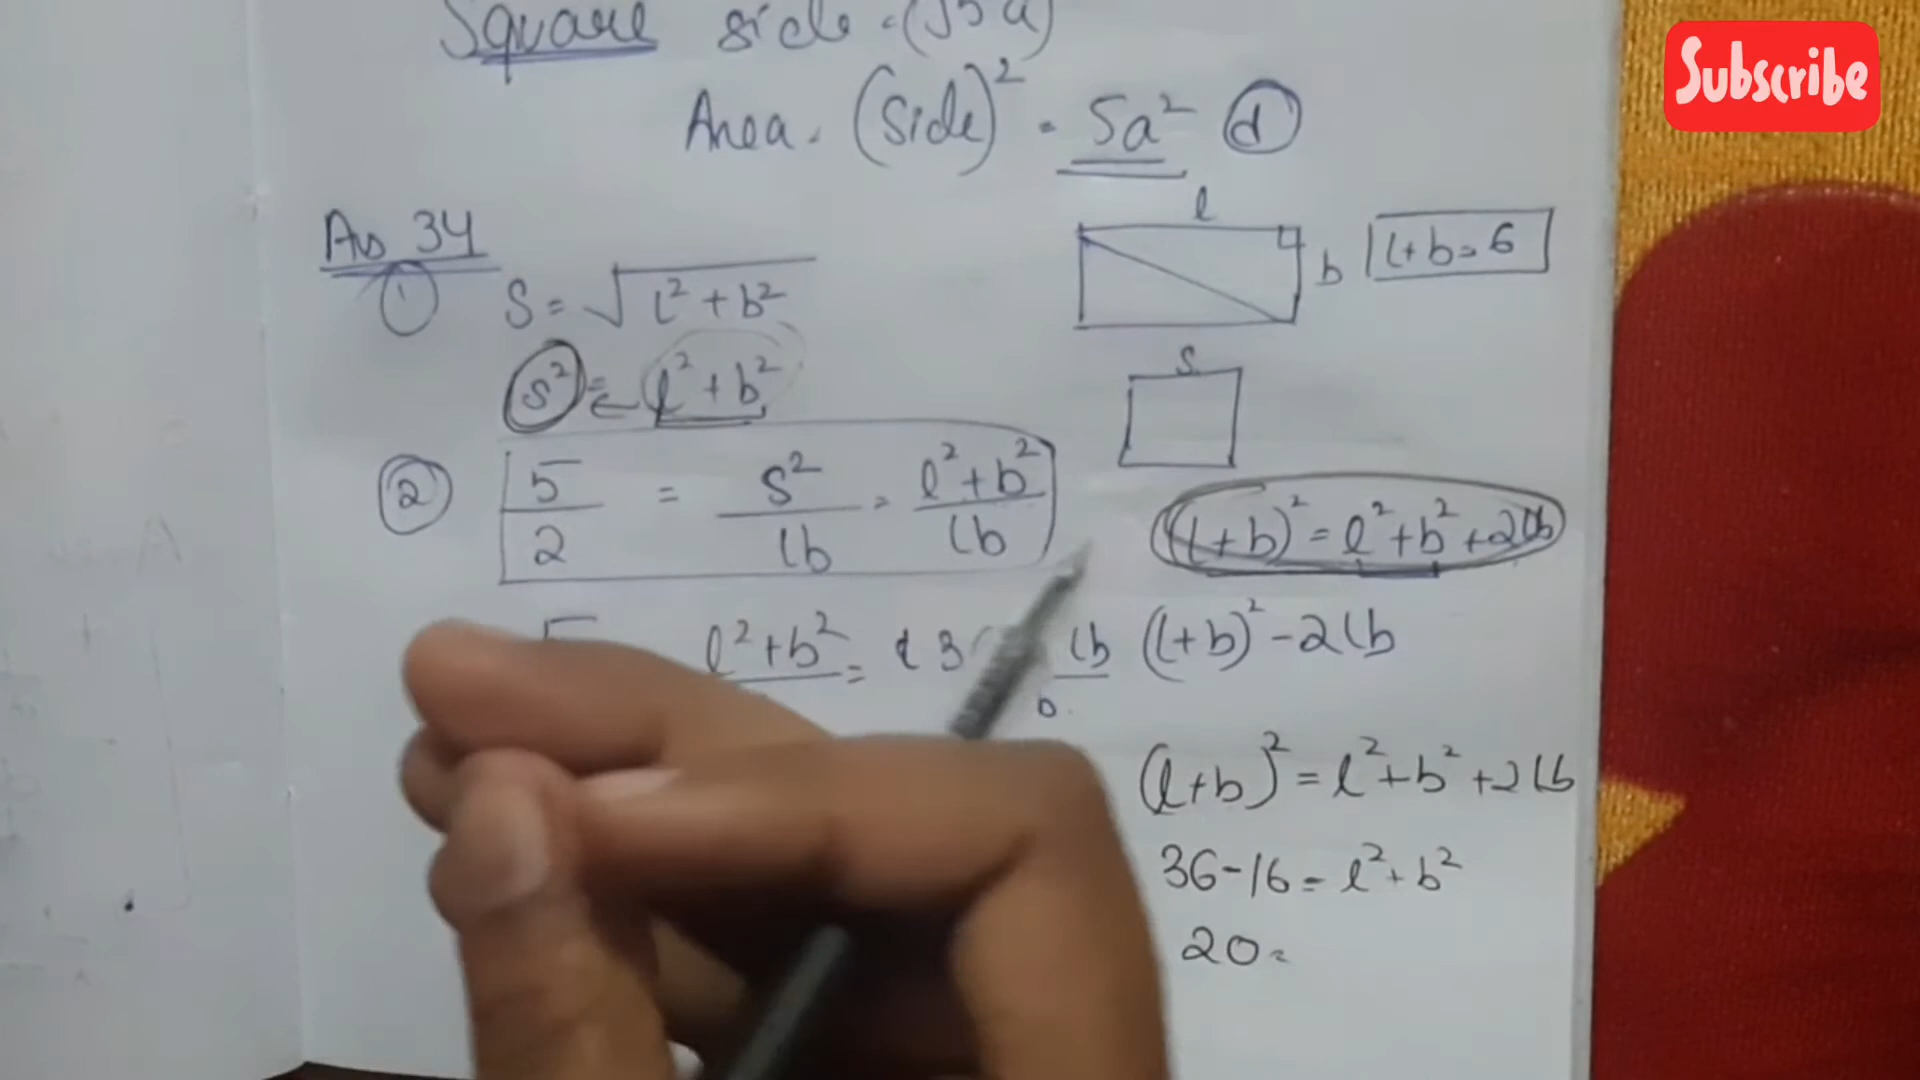 Subscribe
Square side = (√5 a)
Area = (Side)² = 5a² (d)
Ans 34
l
b
l+b=6
① S = √l²+b²
s² = l²+b²
S
② 5/2 = s²/lb = l²+b²/lb
(l+b)² = l²+b²+2lb
5 l²+b² = 3 lb
(l+b)²-2lb
(l+b)² = l²+b²+2lb
36-16 = l²+b²
20 =